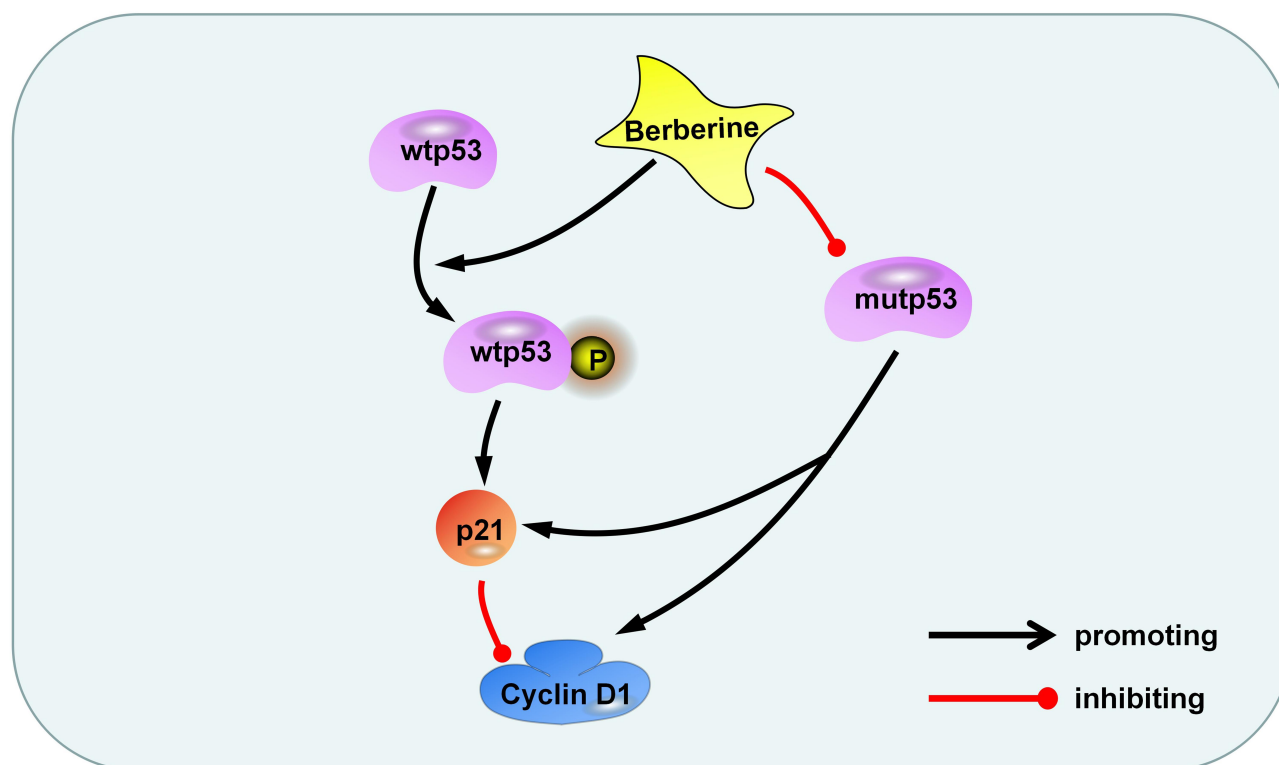 Berberine
wtp53
mutp53
wtp53
P
p21
Cyclin D1
promoting
inhibiting